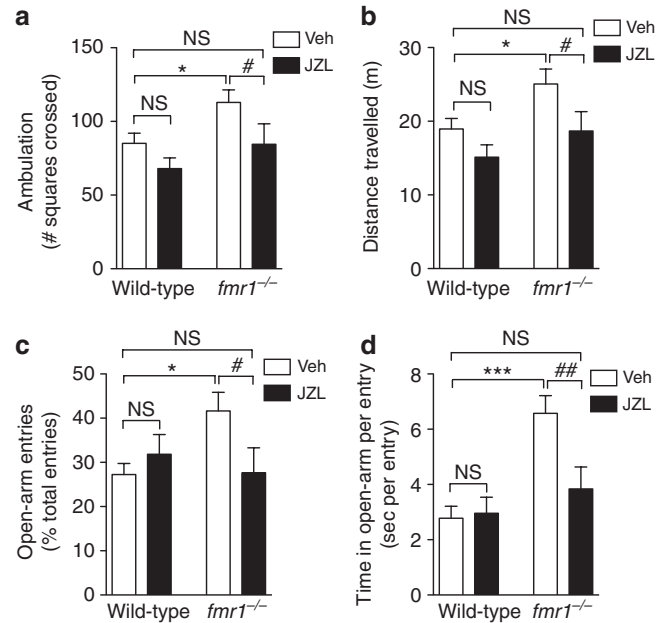 a
NS
Veh
JZL
*
#
NS
150
100
50
0
Ambulation
(# squares crossed)
Wild-type
fmr1⁻/⁻
b
NS
Veh
JZL
*
#
NS
30
20
10
0
Distance travelled (m)
Wild-type
fmr1⁻/⁻
c
NS
Veh
JZL
*
#
NS
50
40
30
20
10
0
Open-arm entries
(% total entries)
Wild-type
fmr1⁻/⁻
d
NS
Veh
JZL
***
##
NS
8
6
4
2
0
Time in open-arm per entry
(sec per entry)
Wild-type
fmr1⁻/⁻